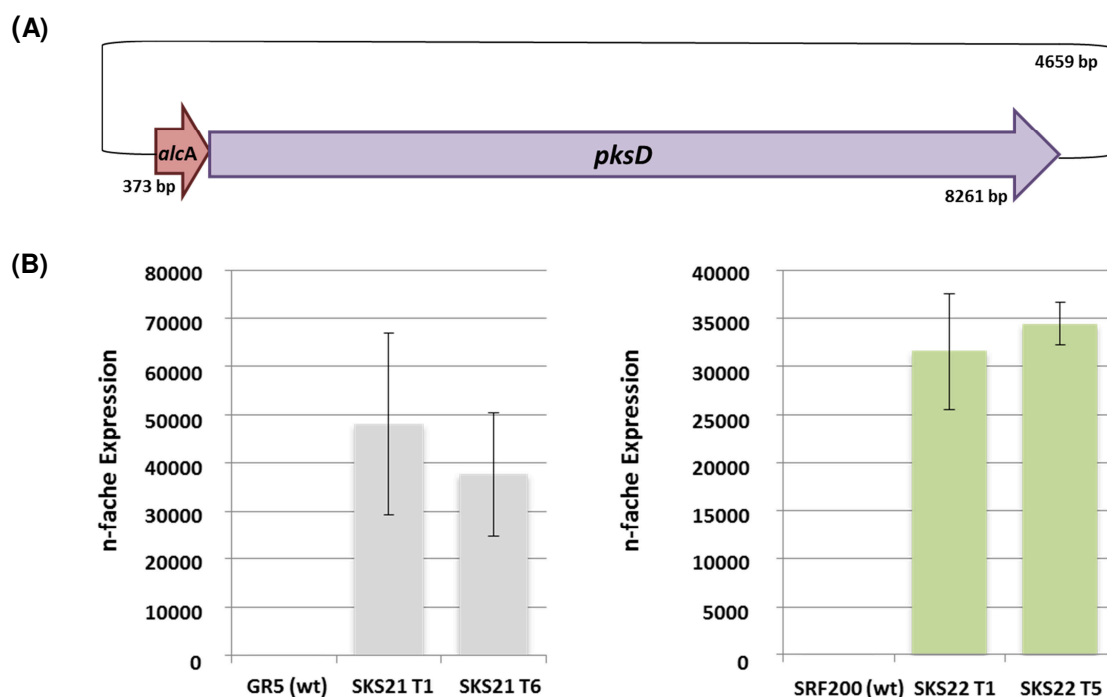 (A)
4659 bp
alcA
pksD
373 bp
8261 bp
(B)
n-fache Expression
80000
70000
60000
50000
40000
30000
20000
10000
0
GR5 (wt)
SKS21 T1
SKS21 T6
n-fache Expression
40000
35000
30000
25000
20000
15000
10000
5000
0
SRF200 (wt)
SKS22 T1
SKS22 T5